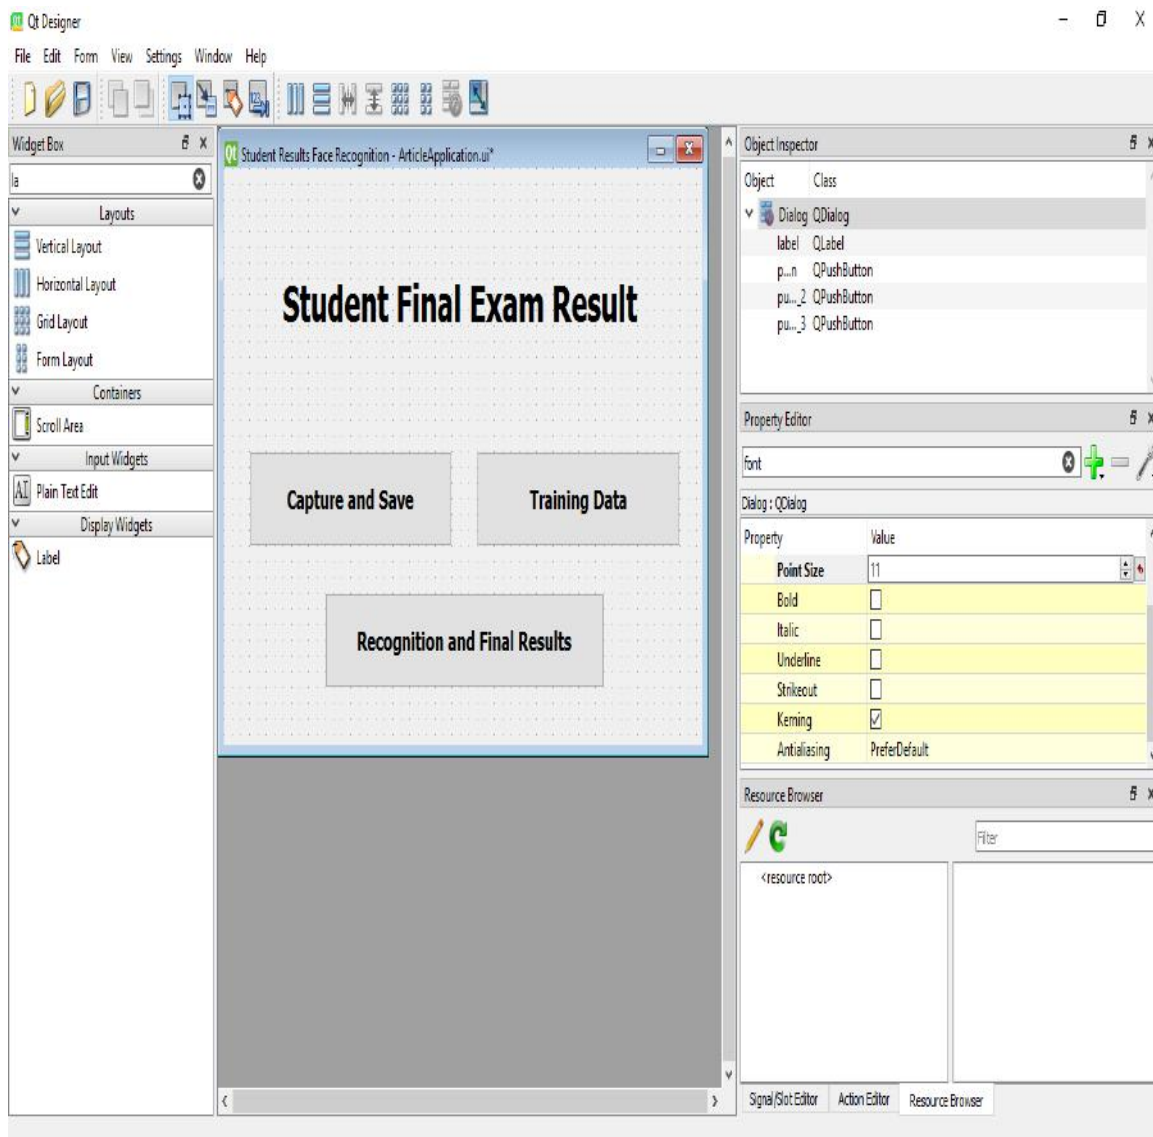 Qt Designer
File Edit Form View Settings Window Help
Widget Box
la
Layouts
Vertical Layout
Horizontal Layout
Grid Layout
Form Layout
Containers
Scroll Area
Input Widgets
AI Plain Text Edit
Display Widgets
Label
Qt Student Results Face Recognition - ArticleApplication.ui*
Student Final Exam Result
Capture and Save
Training Data
Recognition and Final Results
Object Inspector
Object Class
Dialog QDialog
label QLabel
p...n QPushButton
pu..._2 QPushButton
pu..._3 QPushButton
Property Editor
font
Dialog : QDialog
Property Value
Point Size 11
Bold
Italic
Underline
Strikeout
Kerning
Antialiasing PreferDefault
Resource Browser
Filter
<resource root>
Signal/Slot Editor Action Editor Resource Browser